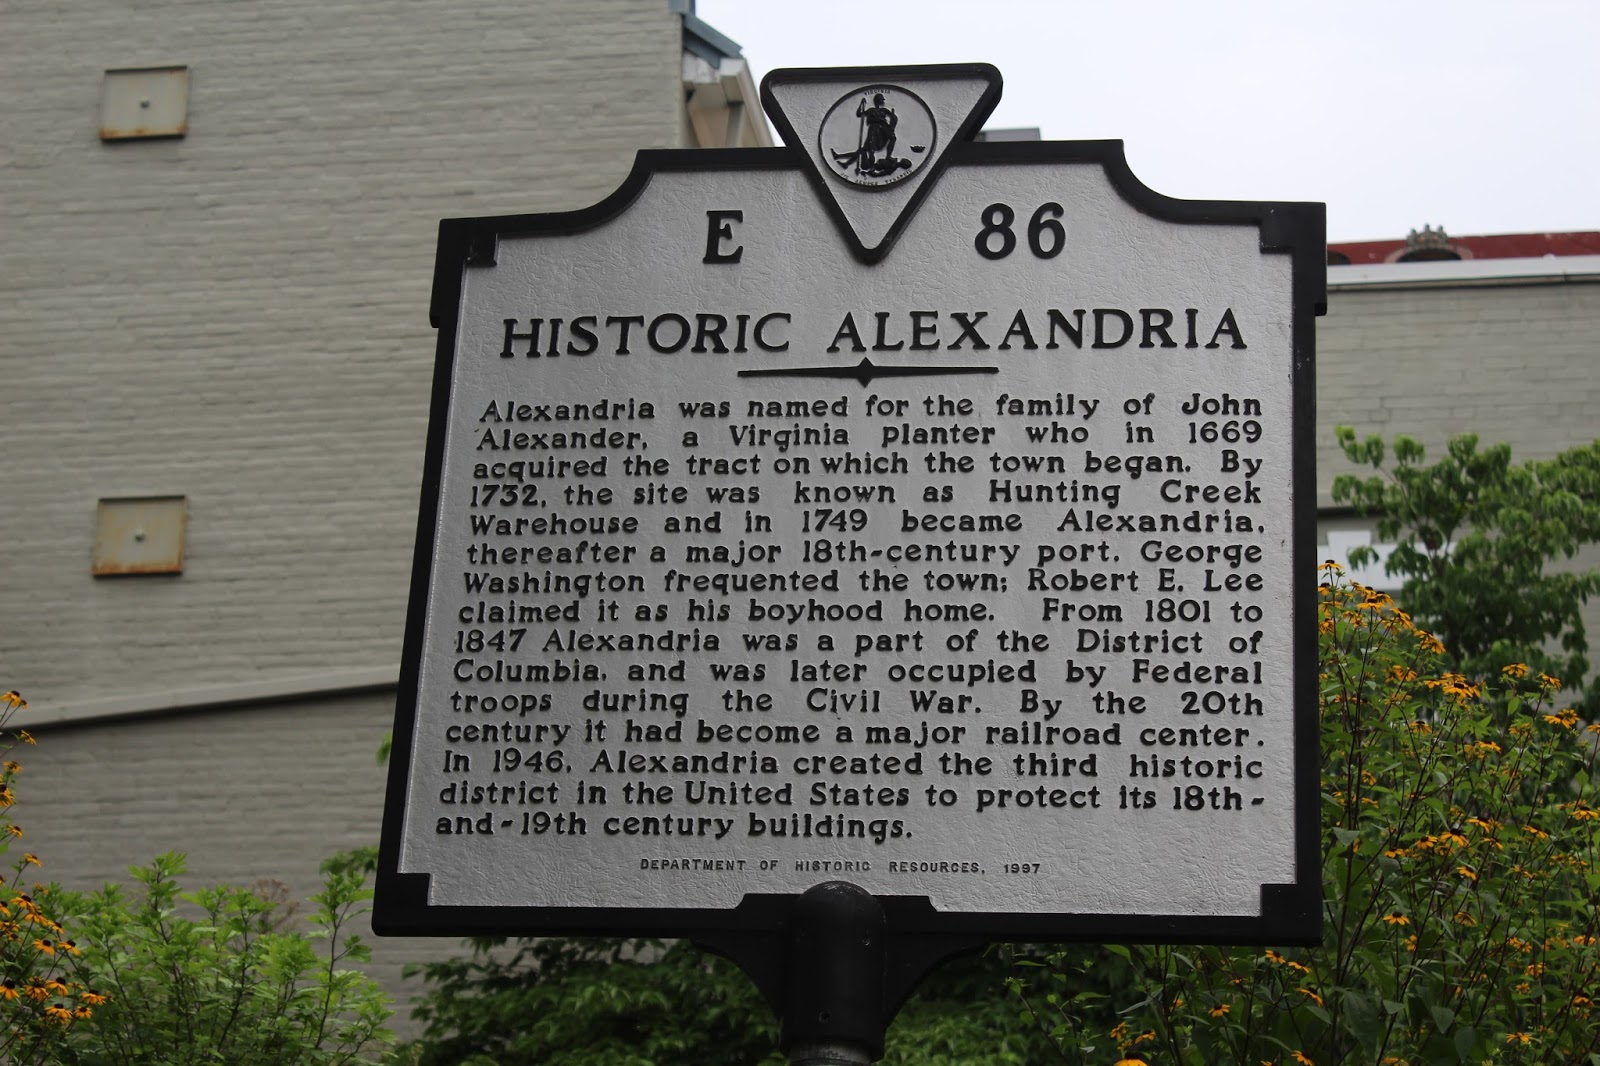 VIRGINIA
E 86
HISTORIC ALEXANDRIA
Alexandria was named for the family of John
Alexander, a Virginia planter who in 1669
acquired the tract on which the town began. By
1732, the site was known as Hunting Creek
Warehouse and in 1749 became Alexandria,
thereafter a major 18th-century port. George
Washington frequented the town; Robert E. Lee
claimed it as his boyhood home. From 1801 to
1847 Alexandria was a part of the District of
Columbia, and was later occupied by Federal
troops during the Civil War. By the 20th
century it had become a major railroad center.
In 1946, Alexandria created the third historic
district in the United States to protect its 18th-
and-19th century buildings.
DEPARTMENT OF HISTORIC RESOURCES, 1997